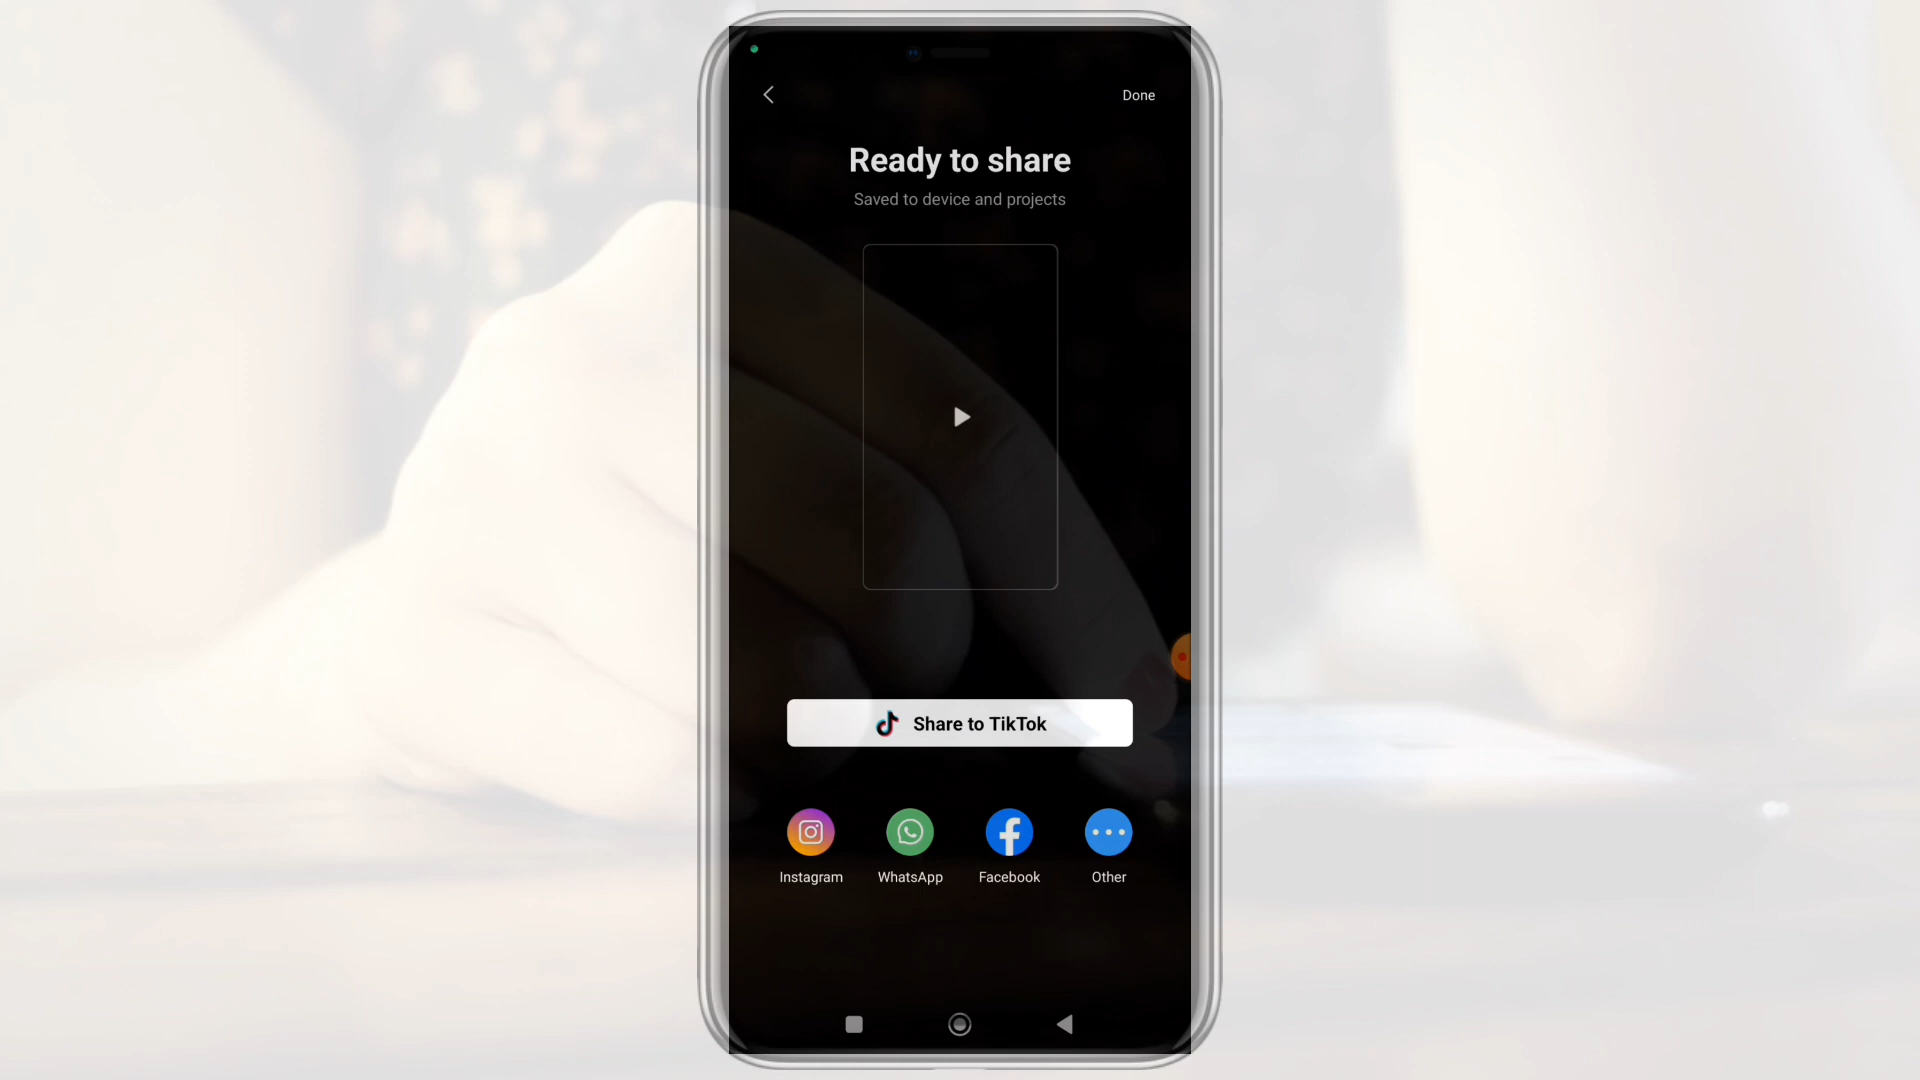 Done
Ready to share
Saved to device and projects
Share to TikTok
Instagram WhatsApp Facebook Other